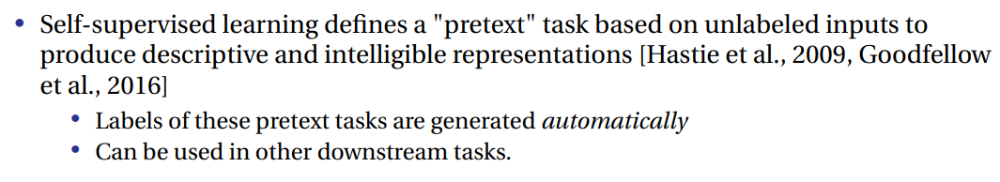 • Self-supervised learning defines a "pretext" task based on unlabeled inputs to
produce descriptive and intelligible representations [Hastie et al., 2009, Goodfellow
et al., 2016]
• Labels of these pretext tasks are generated automatically
• Can be used in other downstream tasks.